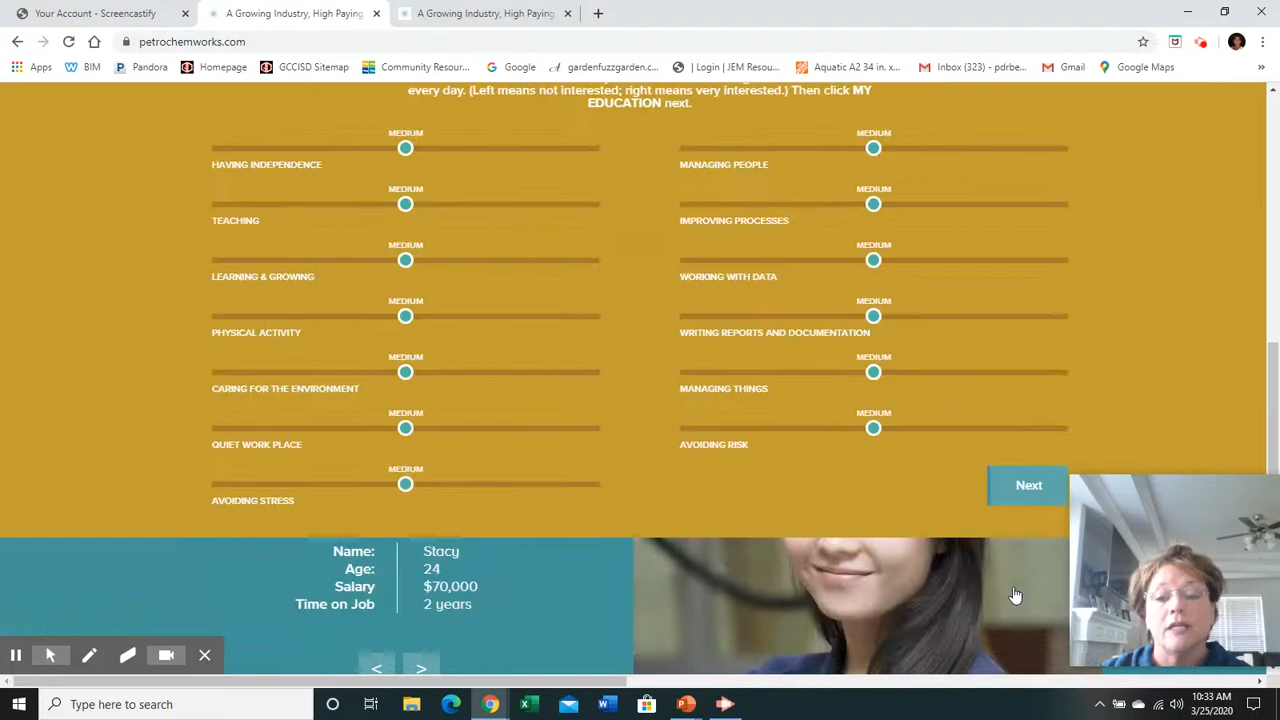 Your Account - Screencastify
A Growing Industry, High Paying
A Growing Industry, High Paying
petrochemworks.com
Apps
BIM
Pandora
Homepage
GCCISD Sitemap
Community Resour...
Google
gardenfuzzgarden.c...
| Login | JEM Resou...
Aquatic A2 34 in. x...
Inbox (323) - pdrbe...
Gmail
Google Maps
every day. (Left means not interested; right means very interested.) Then click MY
EDUCATION next.
MEDIUM
HAVING INDEPENDENCE
MEDIUM
TEACHING
MEDIUM
LEARNING & GROWING
MEDIUM
PHYSICAL ACTIVITY
MEDIUM
CARING FOR THE ENVIRONMENT
MEDIUM
QUIET WORK PLACE
MEDIUM
AVOIDING STRESS
MEDIUM
MANAGING PEOPLE
MEDIUM
IMPROVING PROCESSES
MEDIUM
WORKING WITH DATA
MEDIUM
WRITING REPORTS AND DOCUMENTATION
MEDIUM
MANAGING THINGS
MEDIUM
AVOIDING RISK
Next
Name: Stacy
Age: 24
Salary $70,000
Time on Job 2 years
< >
Type here to search
10:33 AM
3/25/2020